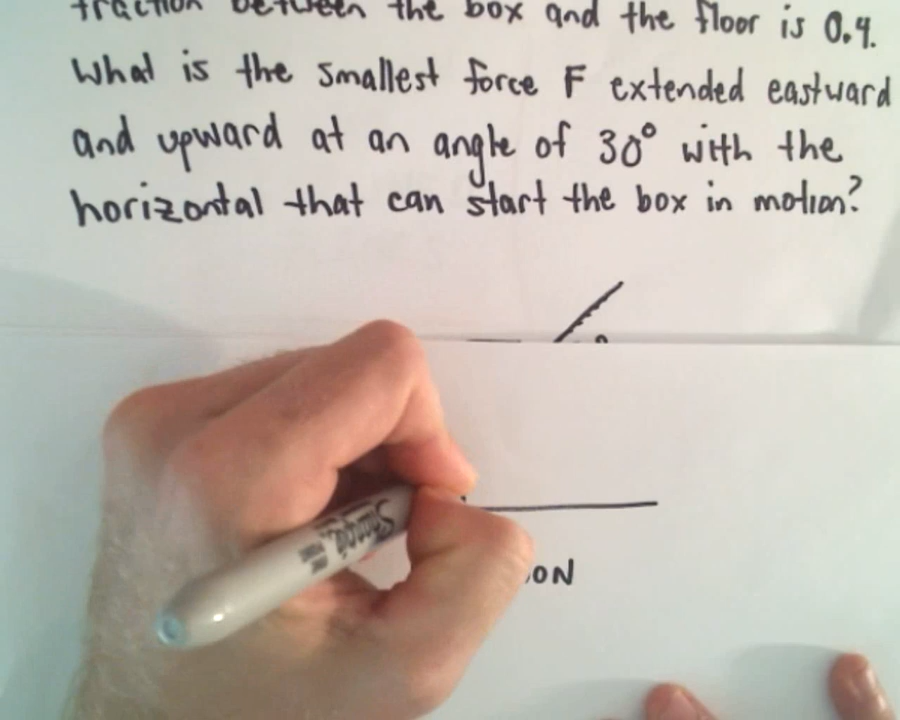 between the box and the floor is 0.4.
What is the smallest force F extended eastward
and upward at an angle of 30° with the
horizontal that can start the box in motion?
Sharpie
ON